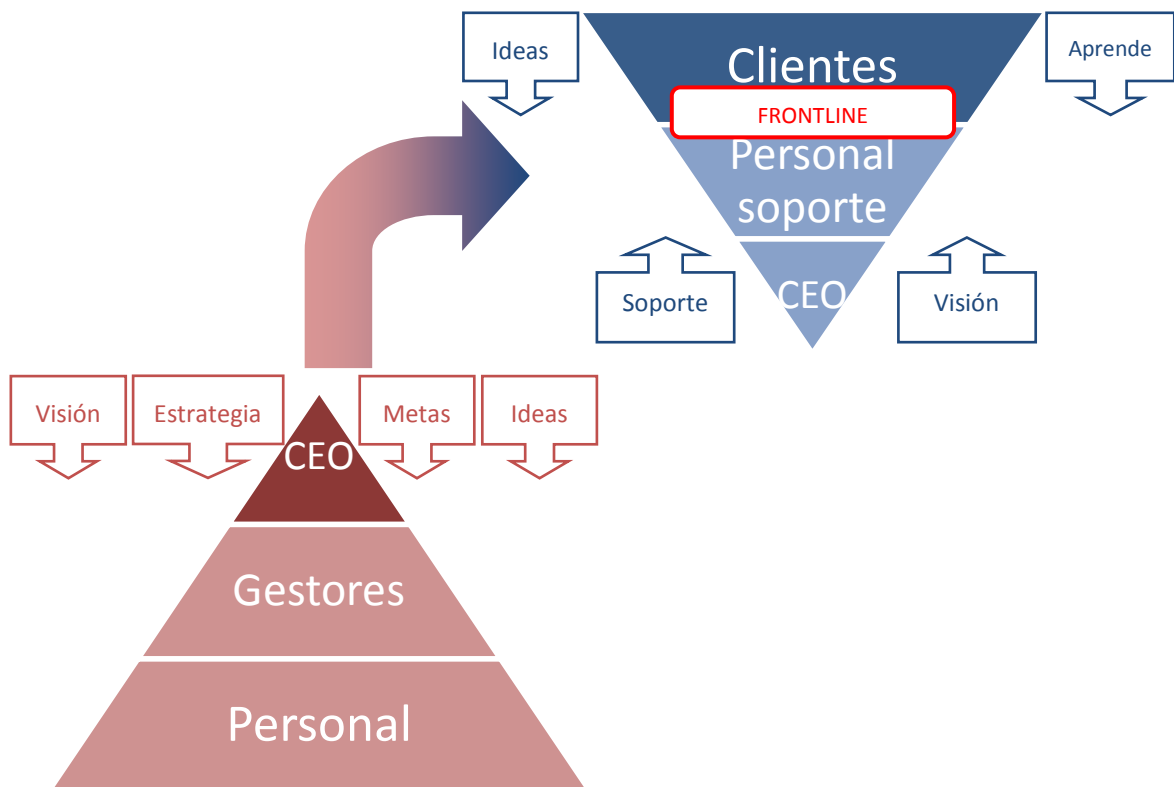 Ideas
Clientes
Aprende
FRONTLINE
Personal
soporte
Soporte
CEO
Visión
Visión
Estrategia
CEO
Metas
Ideas
Gestores
Personal